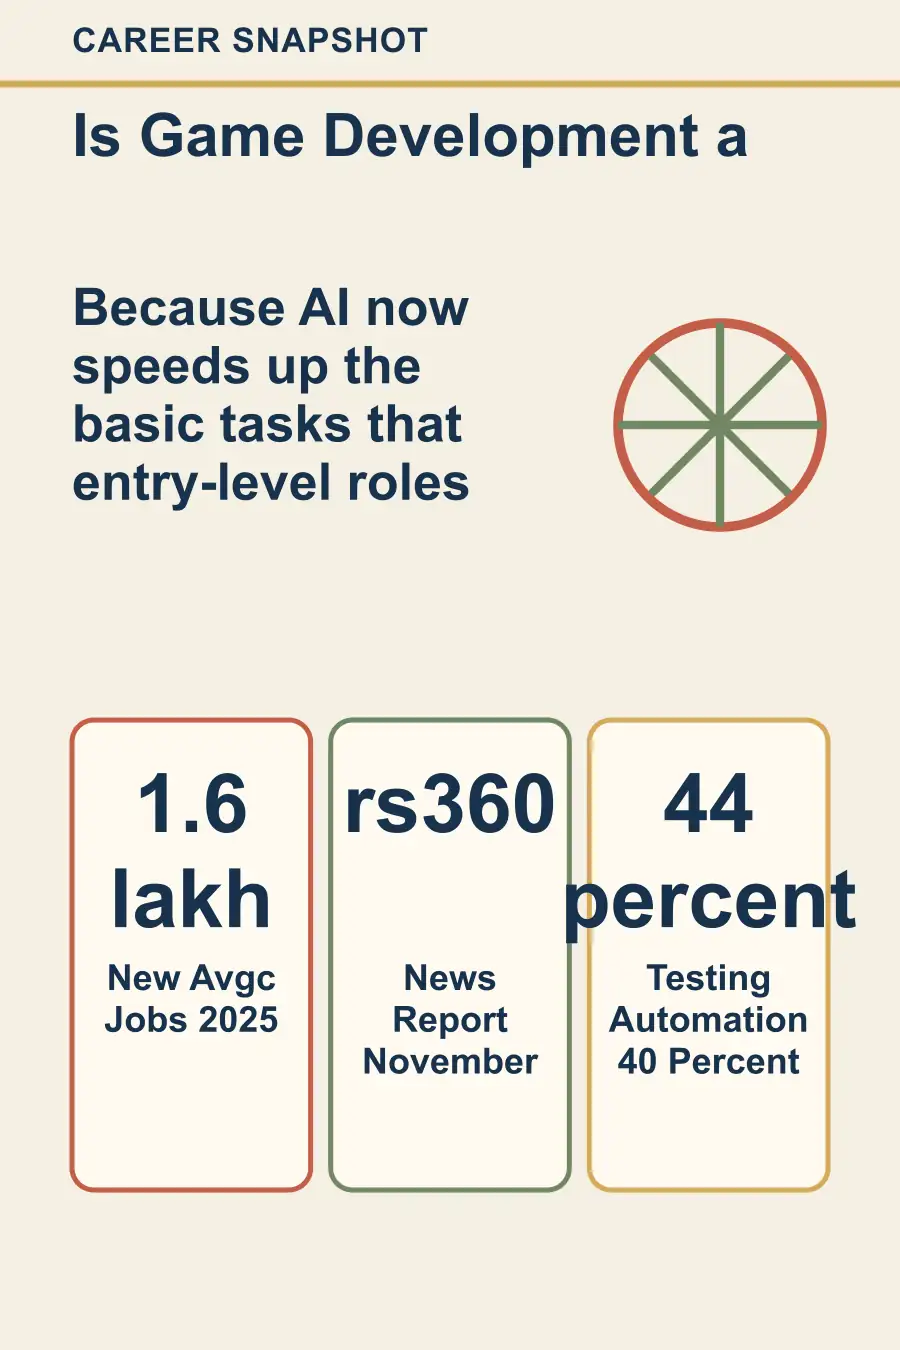 CAREER SNAPSHOT
Is Game Development a
Because AI now
speeds up the
basic tasks that
entry-level roles
1.6
lakh
New Avgc
Jobs 2025
rs360
News
Report
November
44
percent
Testing
Automation
40 Percent